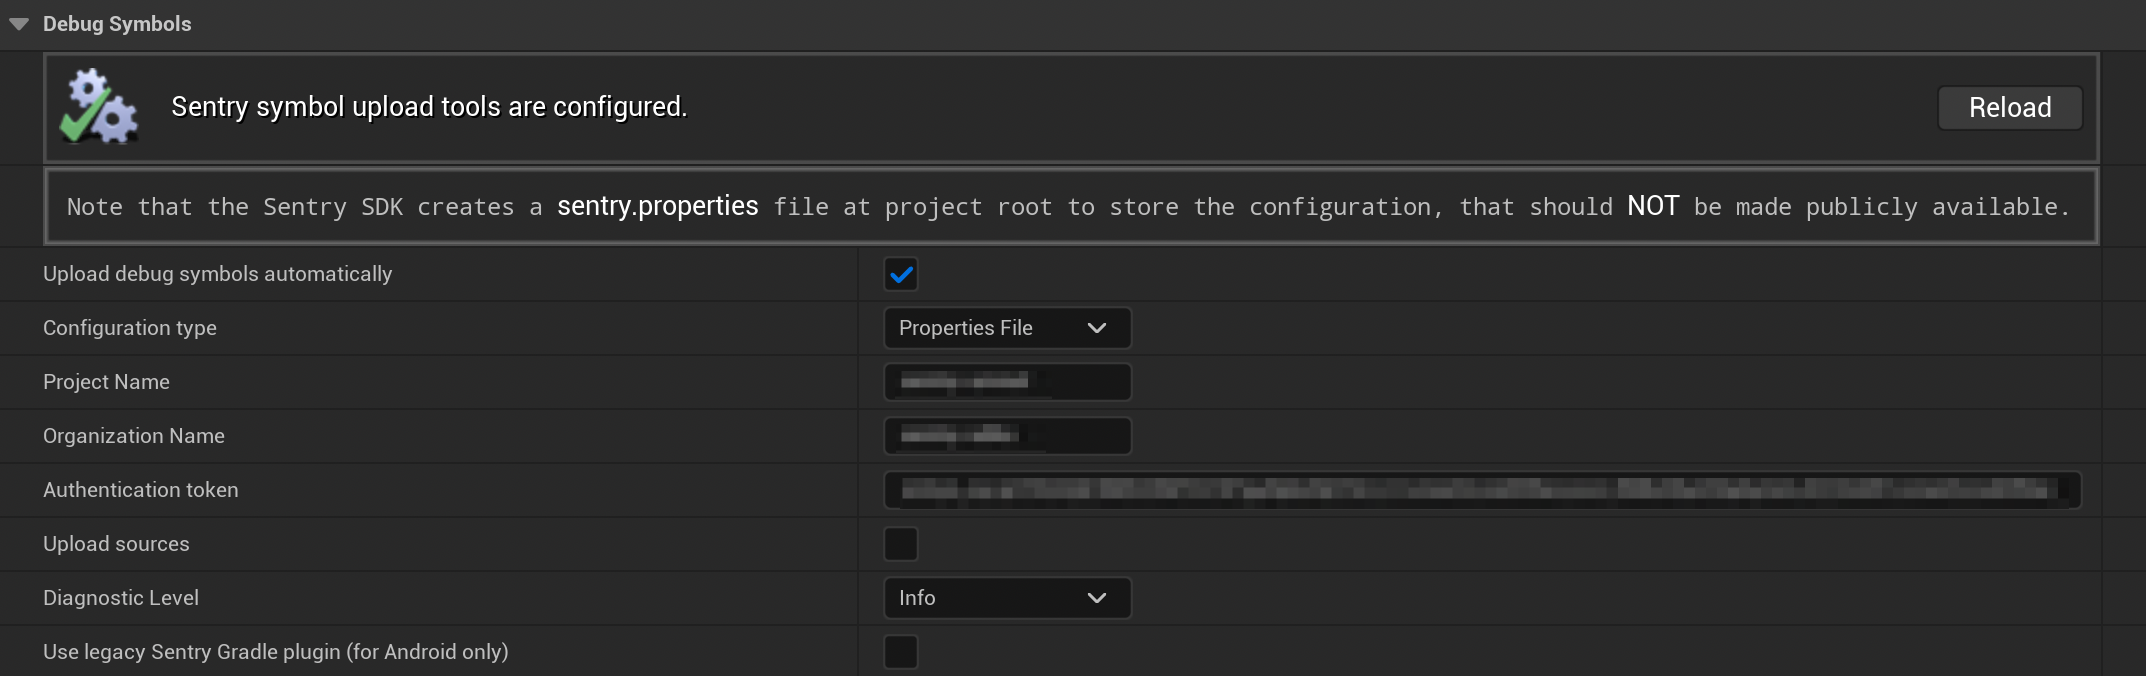 Debug Symbols
Sentry symbol upload tools are configured.
Reload
Note that the Sentry SDK creates a sentry.properties file at project root to store the configuration, that should NOT be made publicly available.
Upload debug symbols automatically
Configuration type
Properties File
Project Name
Organization Name
Authentication token
Upload sources
Diagnostic Level
Info
Use legacy Sentry Gradle plugin (for Android only)